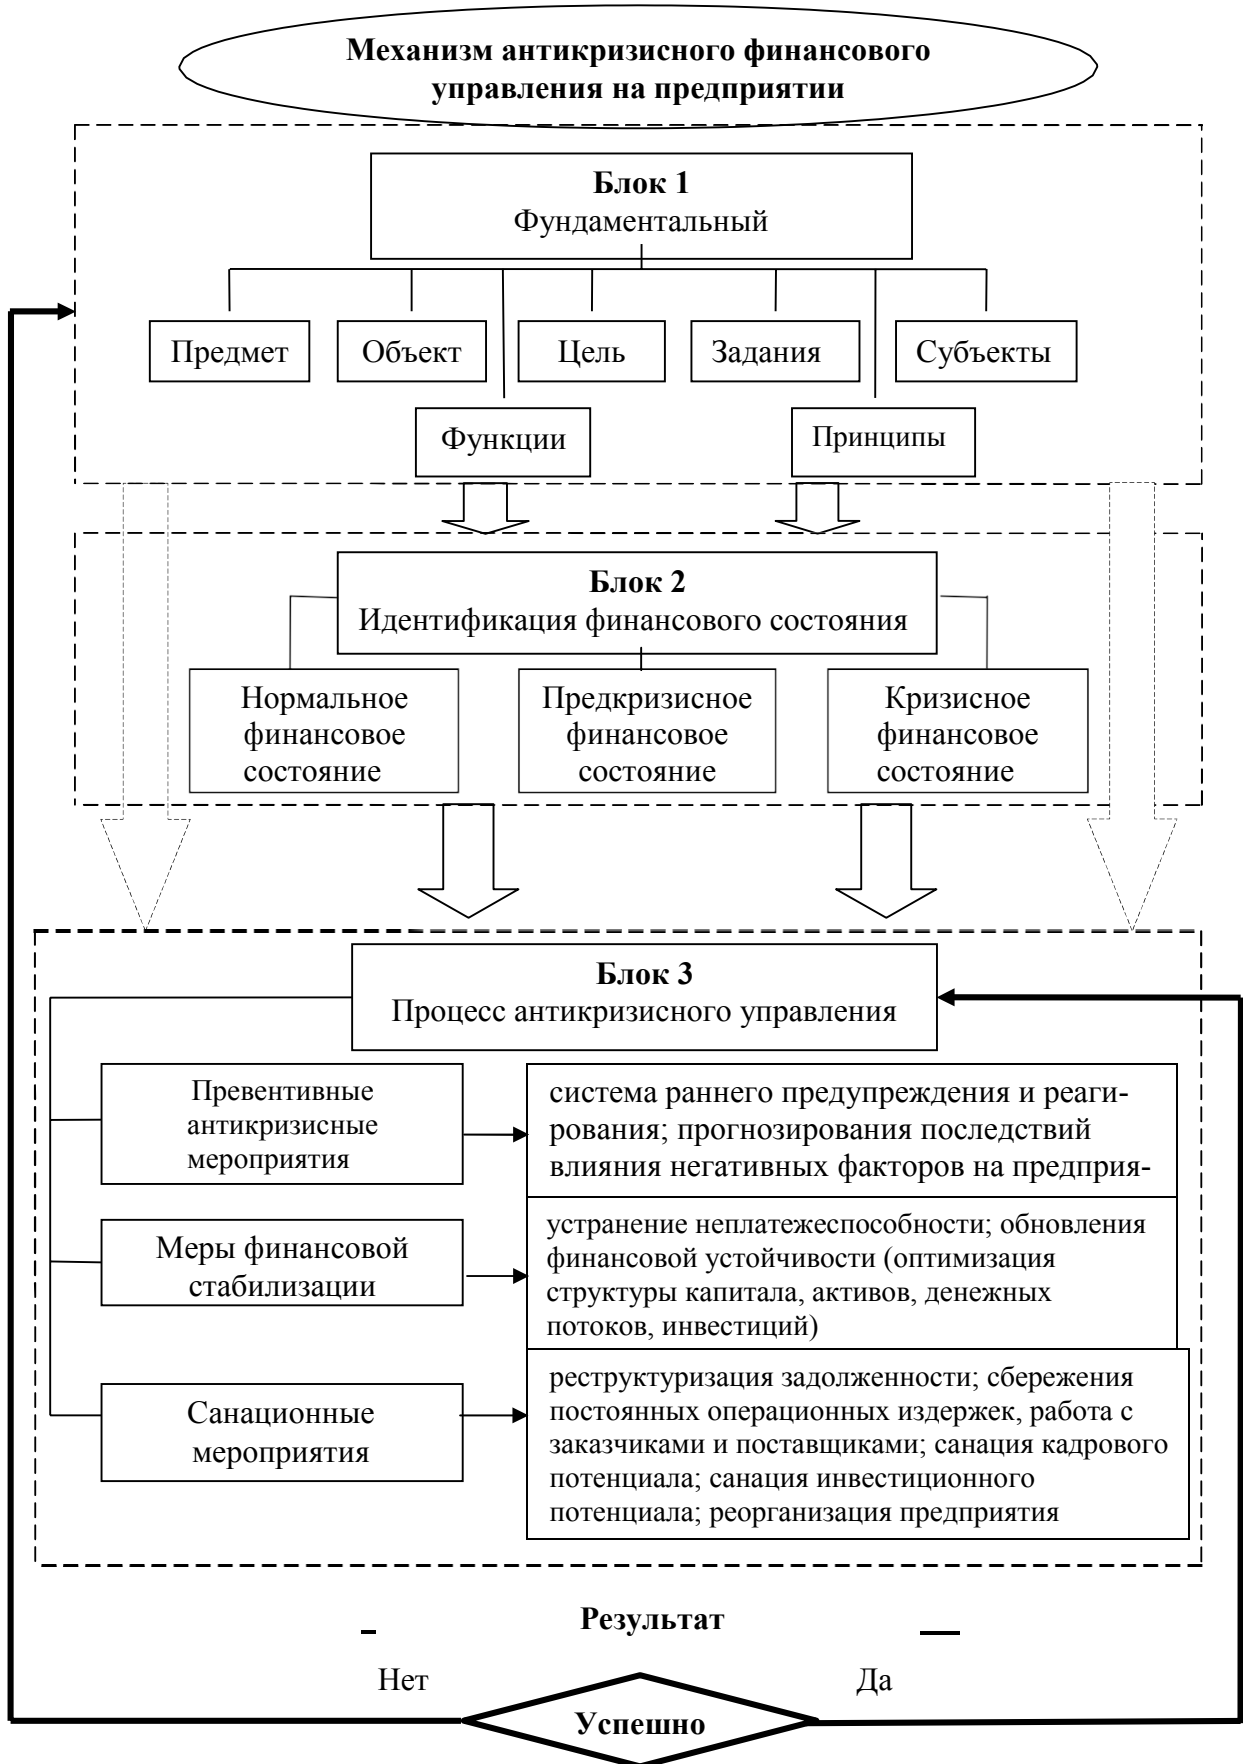 Механизм антикризисного финансового
управления на предприятии
Блок 1
Фундаментальный
Предмет
Объект
Цель
Задания
Субъекты
Функции
Принципы
Блок 2
Идентификация финансового состояния
Нормальное
финансовое
состояние
Предкризисное
финансовое
состояние
Кризисное
финансовое
состояние
Блок 3
Процесс антикризисного управления
Превентивные
антикризисные
мероприятия
система раннего предупреждения и реаги-
рования; прогнозирования последствий
влияния негативных факторов на предприя-
Меры финансовой
стабилизации
устранение неплатежеспособности; обновления
финансовой устойчивости (оптимизация
структуры капитала, активов, денежных
потоков, инвестиций)
Санационные
мероприятия
реструктуризация задолженности; сбережения
постоянных операционных издержек, работа с
заказчиками и поставщиками; санация кадрового
потенциала; санация инвестиционного
потенциала; реорганизация предприятия
Результат
Нет
Да
Успешно